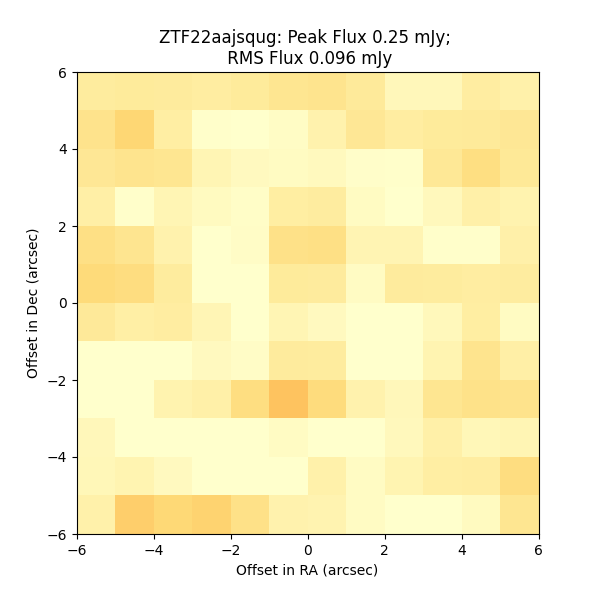 ZTF22aajsqug: Peak Flux 0.25 mJy;
RMS Flux 0.096 mJy
6
4
2
0
−2
−4
−6
Offset in Dec (arcsec)
−6 −4 −2 0 2 4 6
Offset in RA (arcsec)